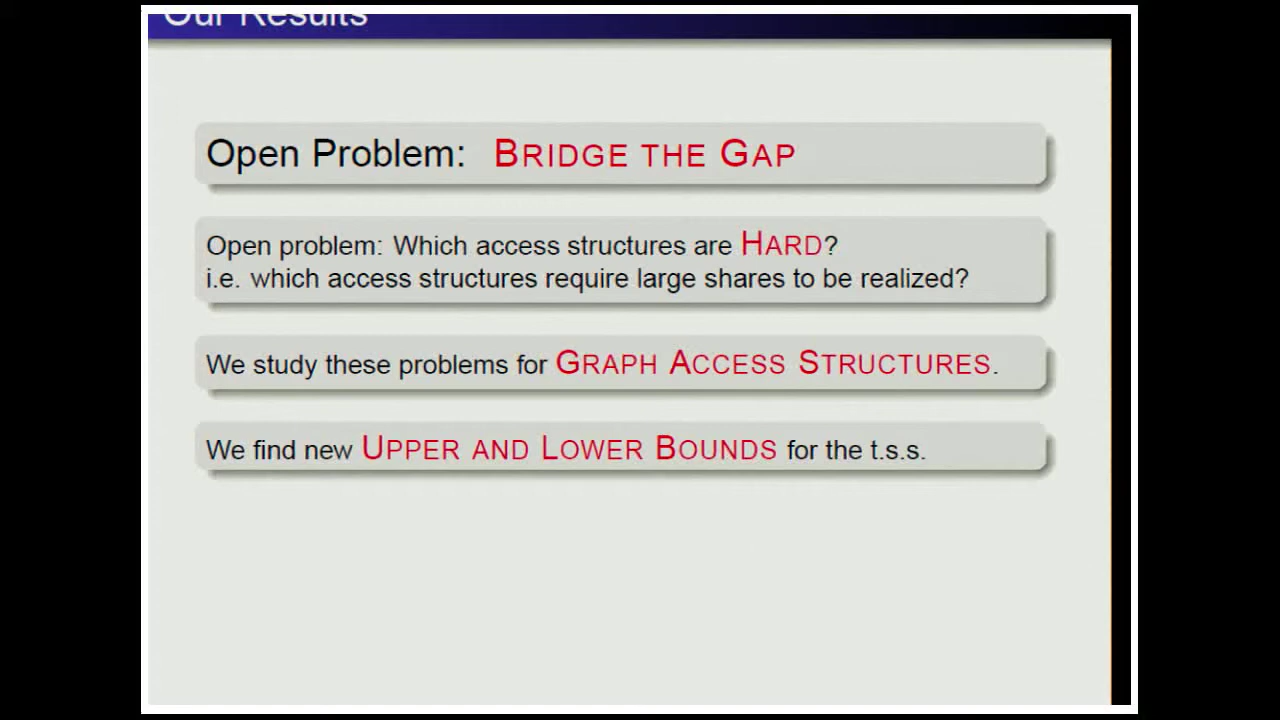 Our Results
Open Problem: BRIDGE THE GAP
Open problem: Which access structures are HARD?
i.e. which access structures require large shares to be realized?
We study these problems for GRAPH ACCESS STRUCTURES.
We find new UPPER AND LOWER BOUNDS for the t.s.s.